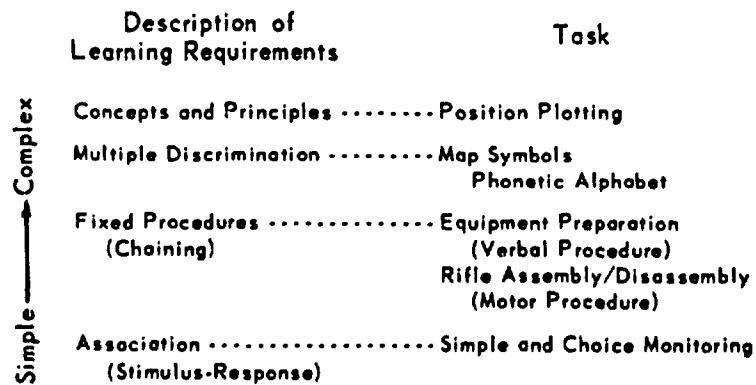 Description of
Learning Requirements
Task
Concepts and Principles ........ Position Plotting
Multiple Discrimination ......... Map Symbols
Phonetic Alphabet
Fixed Procedures .............. Equipment Preparation
(Chaining)
(Verbal Procedure)
Rifle Assembly/Disassembly
(Motor Procedure)
Association .................... Simple and Choice Monitoring
(Stimulus-Response)
Simple
Complex